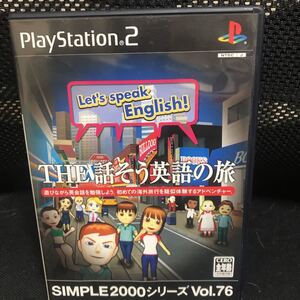 PlayStation 2
Let's speak
English!
THE 話そう英語の旅
遊びながら英会話を勉強しよう。初めての海外旅行を疑似体験するアドベンチャー。
SIMPLE2000シリーズ Vol.76